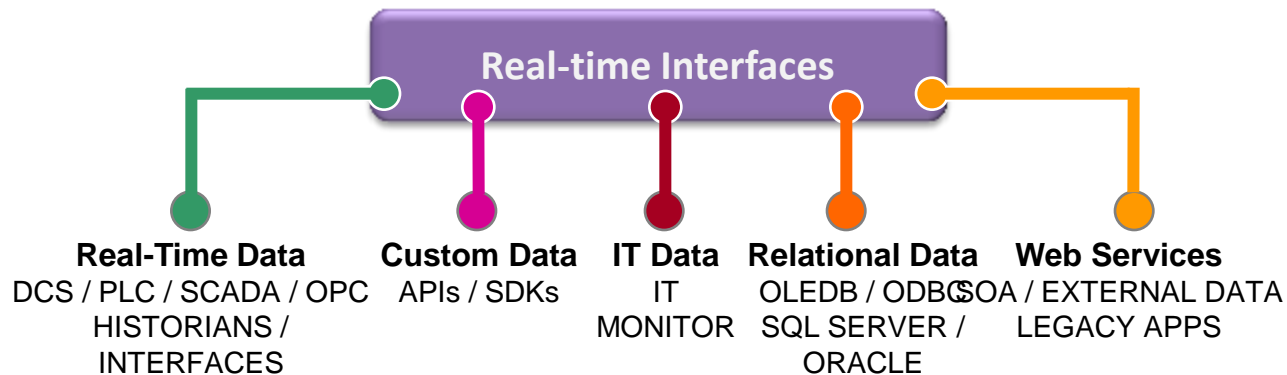 Real-time Interfaces
Real-Time Data
DCS / PLC / SCADA / OPC
HISTORIANS /
INTERFACES
Custom Data
APIs / SDKs
IT Data
IT
MONITOR
Relational Data
OLEDB / ODBC
SQL SERVER /
ORACLE
Web Services
SOA / EXTERNAL DATA
LEGACY APPS